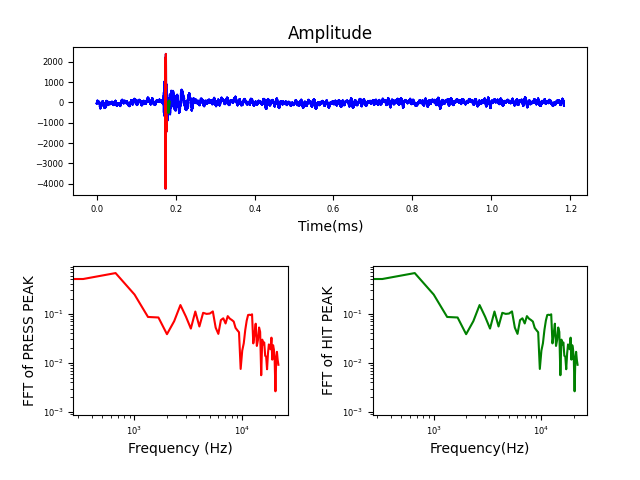 Amplitude
2000
1000
0
−1000
−2000
−3000
−4000
0.0 0.2 0.4 0.6 0.8 1.0 1.2
Time(ms)
FFT of PRESS PEAK
10⁻¹
10⁻²
10⁻³
10³ 10⁴
Frequency (Hz)
FFT of HIT PEAK
10⁻¹
10⁻²
10⁻³
10³ 10⁴
Frequency(Hz)